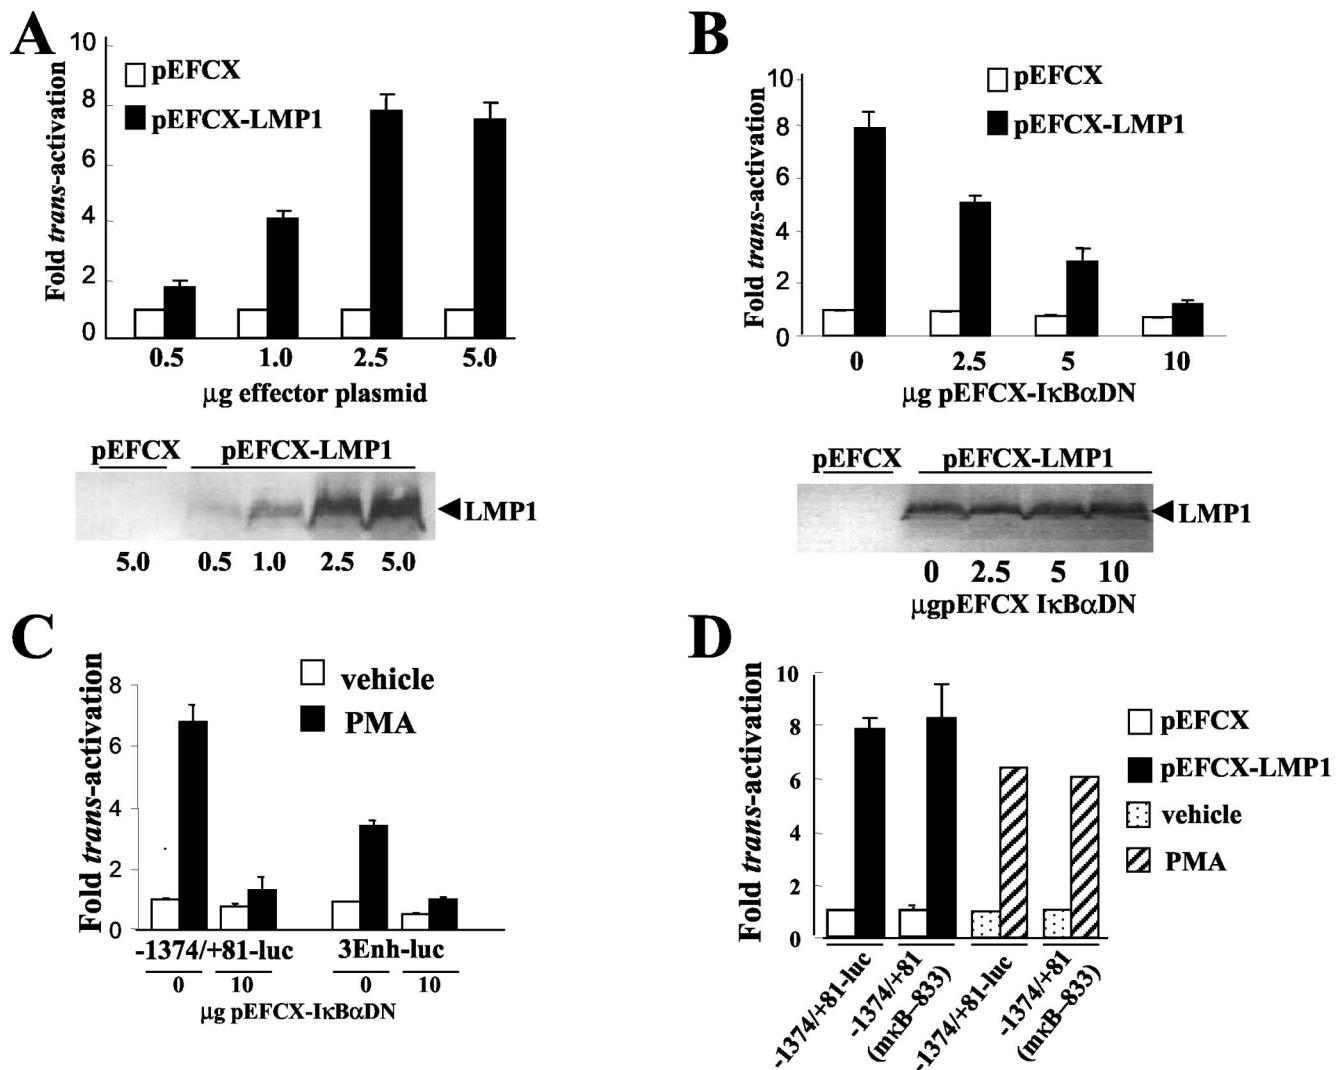 A
Fold trans-activation
10
8
6
4
2
0
pEFCX
pEFCX-LMP1
0.5 1.0 2.5 5.0
µg effector plasmid
pEFCX pEFCX-LMP1
LMP1
5.0 0.5 1.0 2.5 5.0
B
Fold trans-activation
10
8
6
4
2
0
pEFCX
pEFCX-LMP1
0 2.5 5 10
µg pEFCX-IκBαDN
pEFCX pEFCX-LMP1
LMP1
0 2.5 5 10
µgpEFCX IκBαDN
C
Fold trans-activation
8
6
4
2
0
vehicle
PMA
-1374/+81-luc 3Enh-luc
0 10 0 10
µg pEFCX-IκBαDN
D
Fold trans-activation
10
8
6
4
2
0
pEFCX
pEFCX-LMP1
vehicle
PMA
-1374/+81-luc
-1374/+81
(mκB–833)
-1374/+81-luc
-1374/+81
(mκB–833)